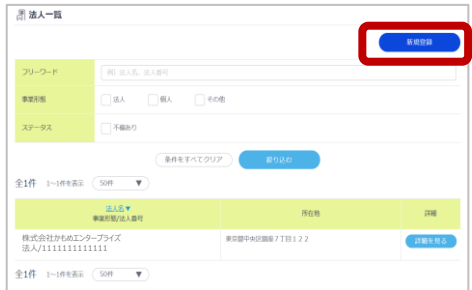 法人一覧
新規登録
フリーワード
例）法人名、法人番号
事業形態
法人 個人 その他
ステータス
不備あり
条件をすべてクリア 絞り込む
全1件 1～1件を表示 50件 ▼
法人名▼
事業形態/法人番号 所在地 詳細
株式会社かもめエンタープライズ
法人/1111111111111 東京都中央区銀座７丁目１２２ 詳細を見る
全1件 1～1件を表示 50件 ▼